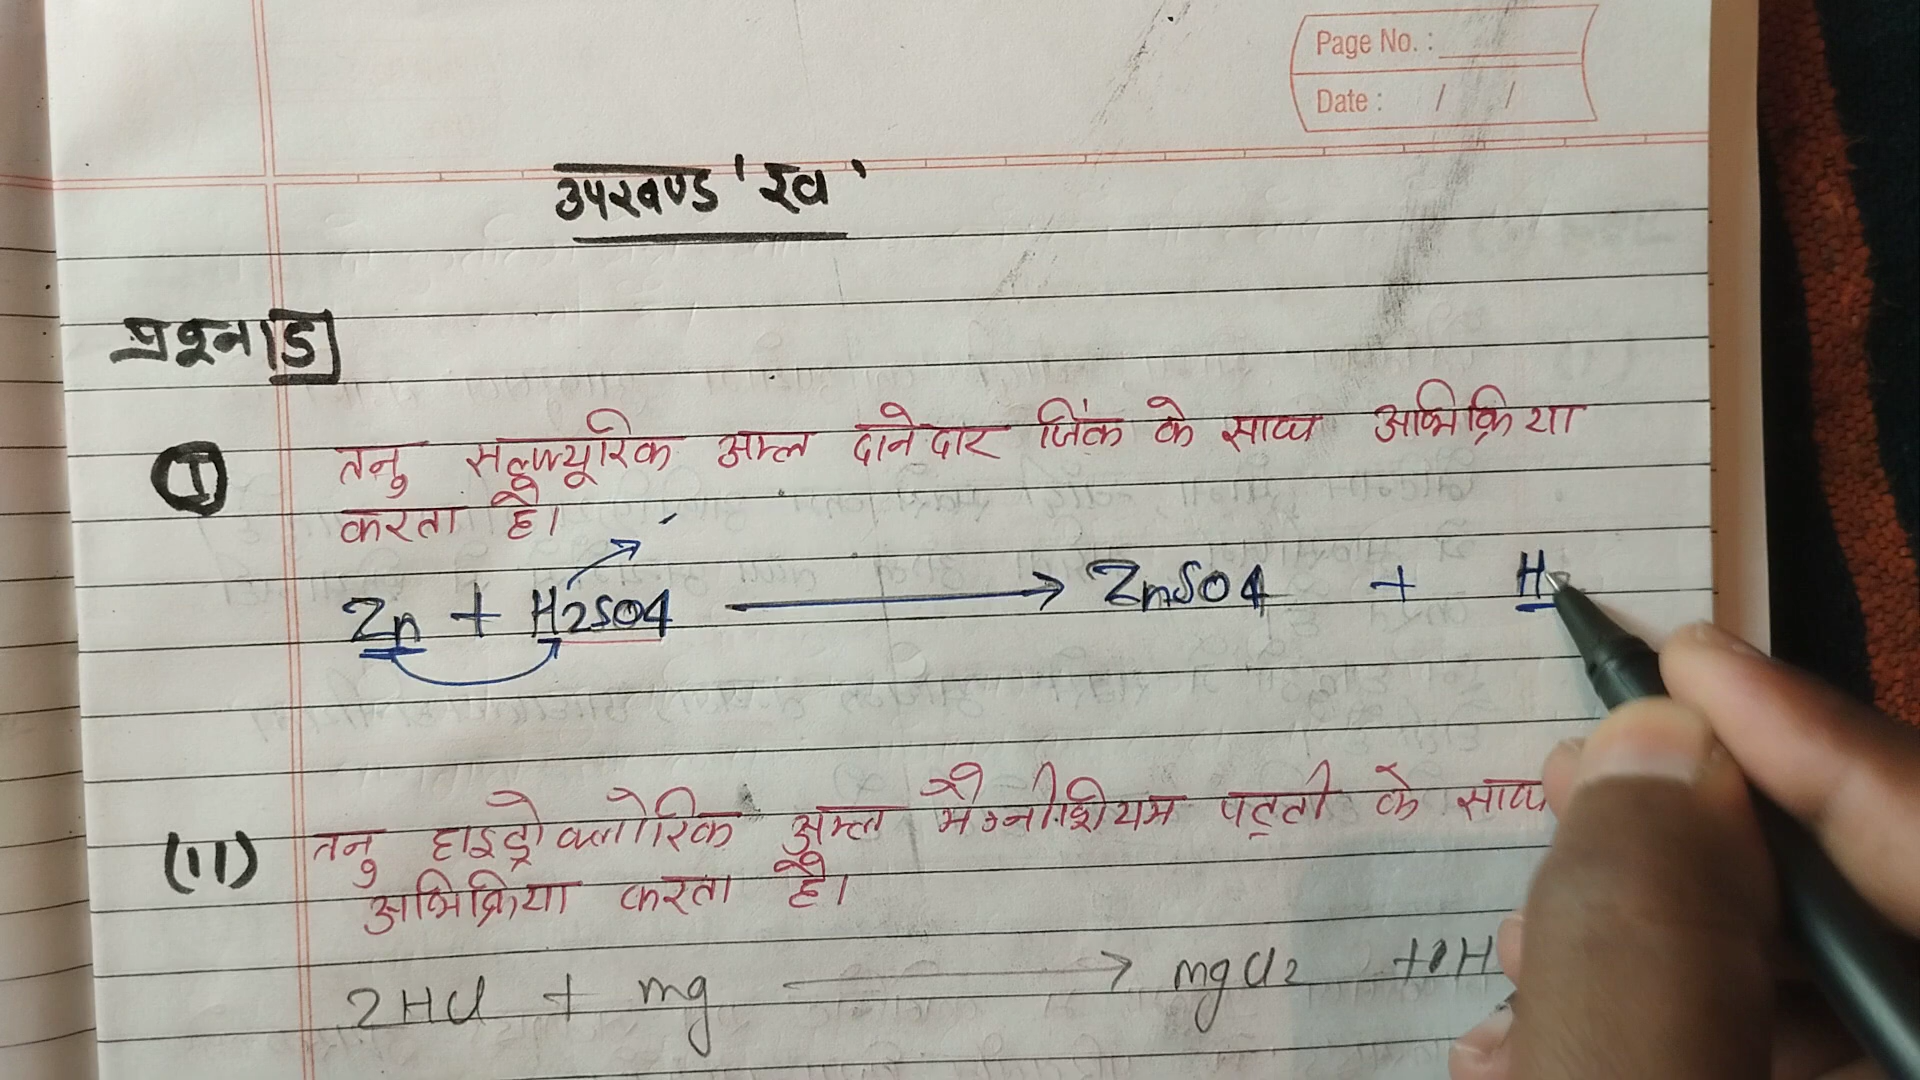 Page No. :
Date : / /
उपखण्ड 'ख'
प्रश्न 5
(I) तनु सल्फ्यूरिक अम्ल दानेदार जिंक के साथ अभिक्रिया
करता है।
Zn + H2SO4 → ZnSO4 + H2
(11) तनु हाइड्रोक्लोरिक अम्ल मैग्नीशियम पट्टी के साथ
अभिक्रिया करता है।
2HCl + mg → mgCl2 + H